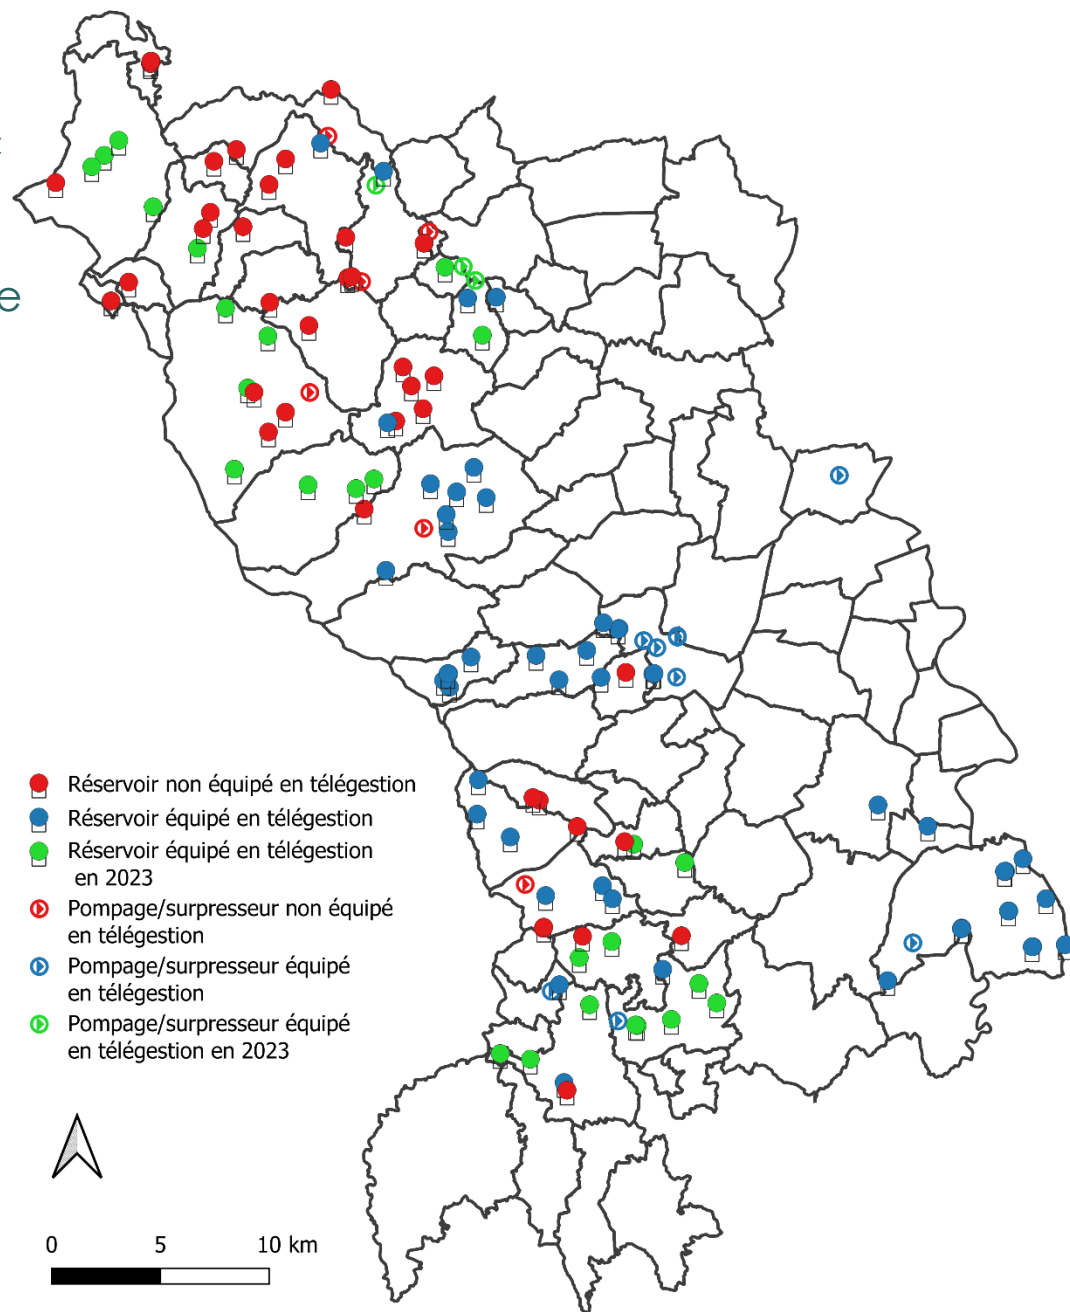 e
Réservoir non équipé en télégestion
Réservoir équipé en télégestion
Réservoir équipé en télégestion
en 2023
Pompage/surpresseur non équipé
en télégestion
Pompage/surpresseur équipé
en télégestion
Pompage/surpresseur équipé
en télégestion en 2023
0 5 10 km